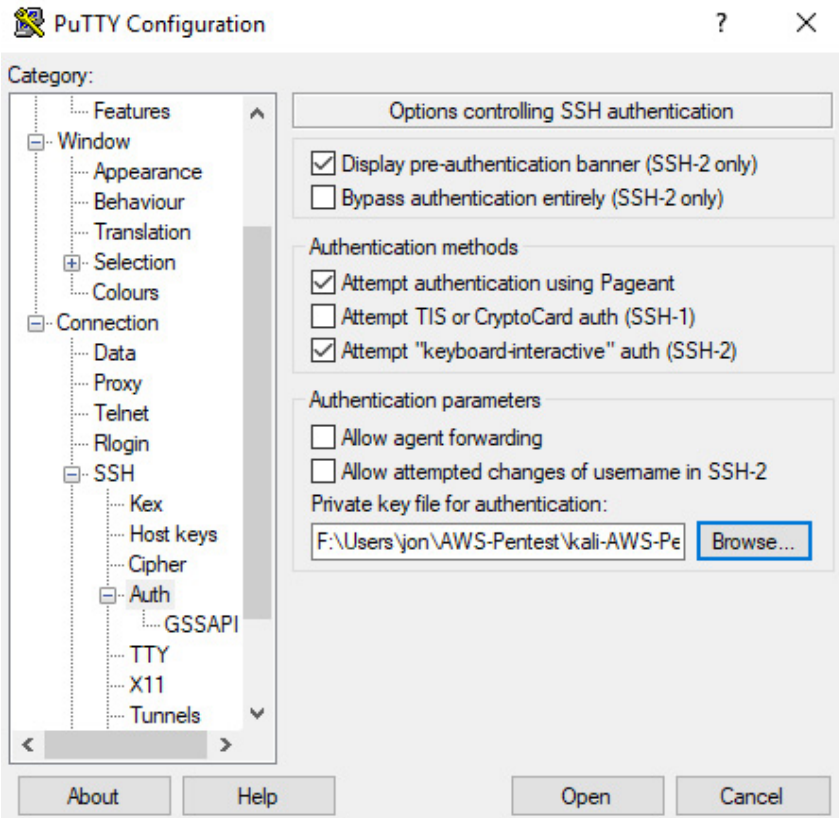 PuTTY Configuration
?
Category:
Features
Window
Appearance
Behaviour
Translation
Selection
Colours
Connection
Data
Proxy
Telnet
Rlogin
SSH
Kex
Host keys
Cipher
Auth
GSSAPI
TTY
X11
Tunnels
Options controlling SSH authentication
Display pre-authentication banner (SSH-2 only)
Bypass authentication entirely (SSH-2 only)
Authentication methods
Attempt authentication using Pageant
Attempt TIS or CryptoCard auth (SSH-1)
Attempt "keyboard-interactive" auth (SSH-2)
Authentication parameters
Allow agent forwarding
Allow attempted changes of username in SSH-2
Private key file for authentication:
F:\Users\jon\AWS-Pentest\kali-AWS-Pe Browse...
About Help Open Cancel